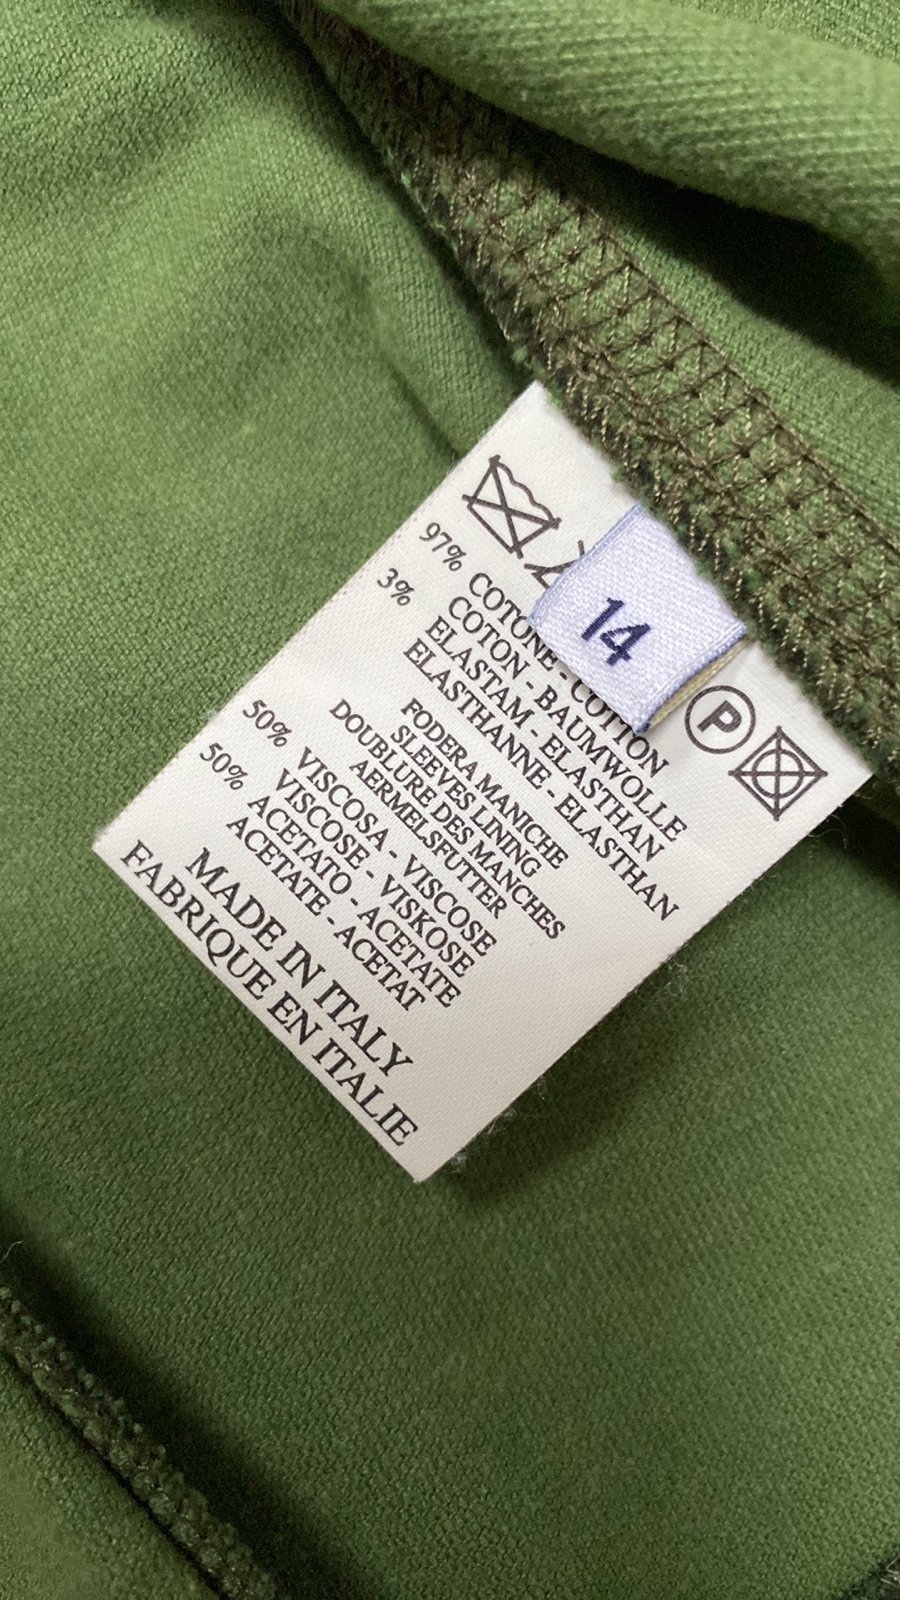 14
P
97% COTONE - COTTON
COTON - BAUMWOLLE
3% ELASTAM - ELASTHAN
ELASTHANNE - ELASTHAN
FODERA MANICHE
SLEEVES LINING
DOUBLURE DES MANCHES
AERMELSFUTTER
50% VISCOSA - VISCOSE
VISCOSE - VISKOSE
50% ACETATO - ACETATE
ACETATE - ACETAT
MADE IN ITALY
FABRIQUE EN ITALIE